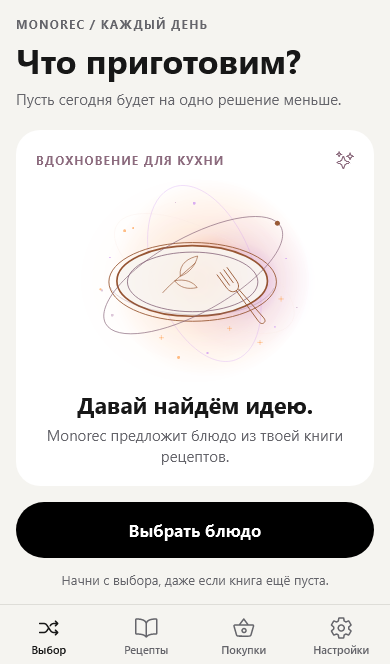 MONOREC / КАЖДЫЙ ДЕНЬ
Что приготовим?
Пусть сегодня будет на одно решение меньше.
ВДОХНОВЕНИЕ ДЛЯ КУХНИ
Давай найдём идею.
Monorec предложит блюдо из твоей книги
рецептов.
Выбрать блюдо
Начни с выбора, даже если книга ещё пуста.
Выбор
Рецепты
Покупки
Настройки